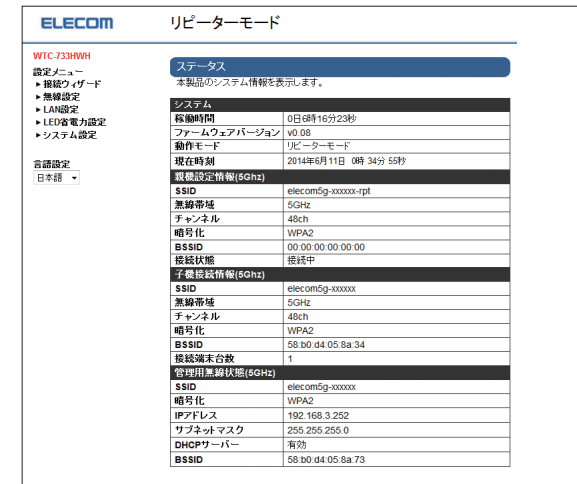 ELECOM リピーターモード
WTC-733HWH
設定メニュー
▶接続ウィザード
▶無線設定
▶LAN設定
▶LED省電力設定
▶システム設定
言語設定
日本語
ステータス
本製品のシステム情報を表示します。
システム
稼働時間 0日6時16分23秒
ファームウェアバージョン v0.08
動作モード リピーターモード
現在時刻 2014年6月11日 0時 34分 55秒
親機設定情報(5Ghz)
SSID elecom5g-xxxxxx-rpt
無線帯域 5GHz
チャンネル 48ch
暗号化 WPA2
BSSID 00:00:00:00:00:00
接続状態 接続中
子機接続情報(5GHz)
SSID elecom5g-xxxxxx
無線帯域 5GHz
チャンネル 48ch
暗号化 WPA2
BSSID 58:b0:d4:05:8a:34
接続端末台数 1
管理用無線状態(5GHz)
SSID elecom5g-xxxxxx
暗号化 WPA2
IPアドレス 192.168.3.252
サブネットマスク 255.255.255.0
DHCPサーバー 有効
BSSID 58:b0:d4:05:8a:73